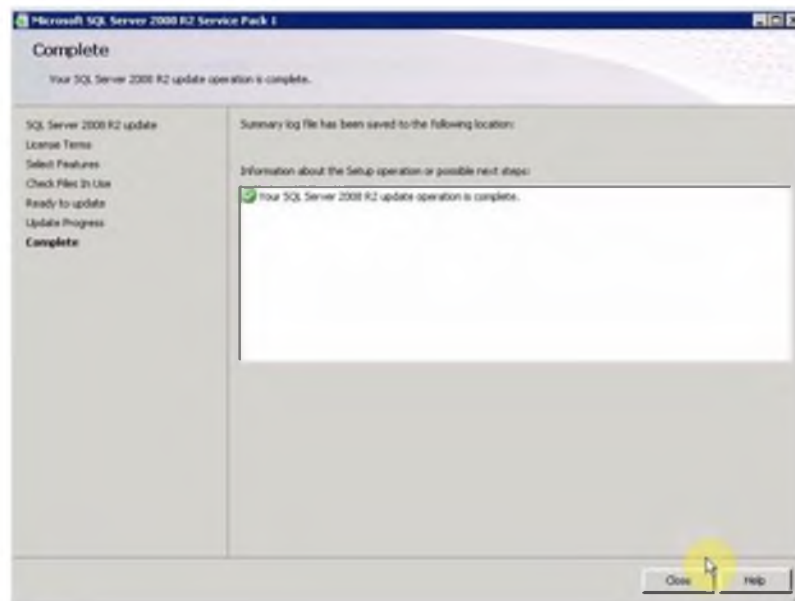 Microsoft SQL Server 2008 R2 Service Pack 1
Complete
Your SQL Server 2008 R2 update operation is complete.
SQL Server 2008 R2 update
License Terms
Select Features
Check Files In Use
Ready to update
Update Progress
Complete
Summary log file has been saved to the following location:
Information about the Setup operation or possible next steps:
Your SQL Server 2008 R2 update operation is complete.
Close
Help